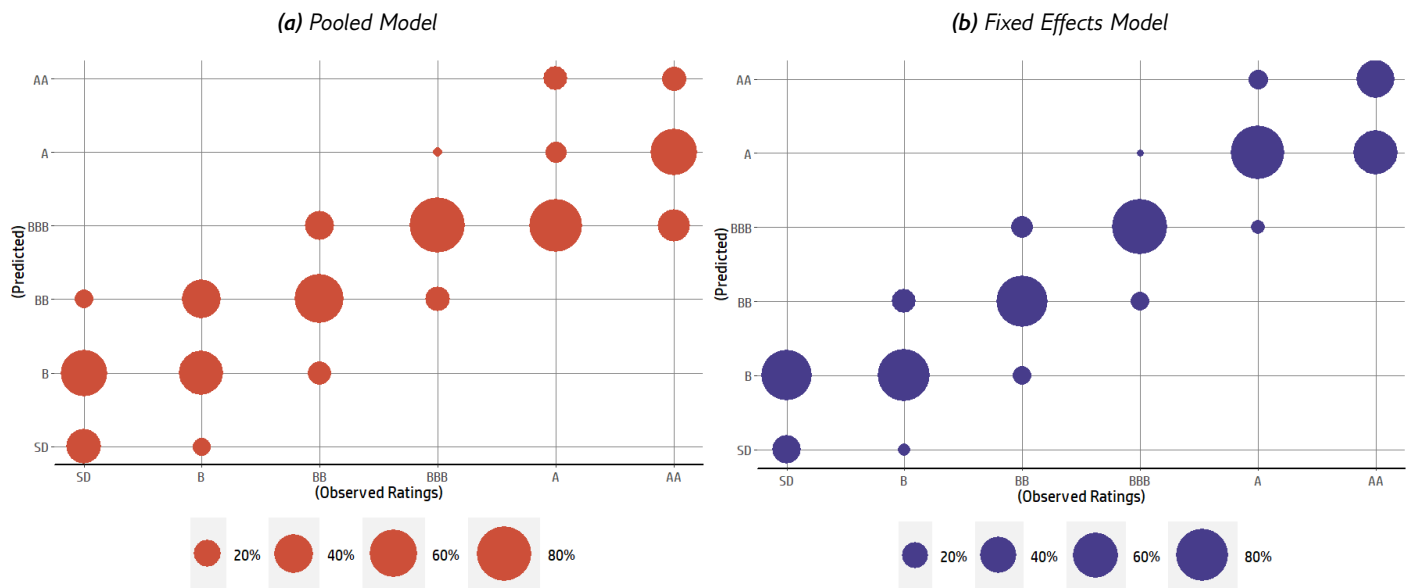 (a) Pooled Model
AA
A
BBB
BB
B
SD
(Predicted)
SD B BB BBB A AA
(Observed Ratings)
20% 40% 60% 80%
(b) Fixed Effects Model
AA
A
BBB
BB
B
SD
(Predicted)
SD B BB BBB A AA
(Observed Ratings)
20% 40% 60% 80%